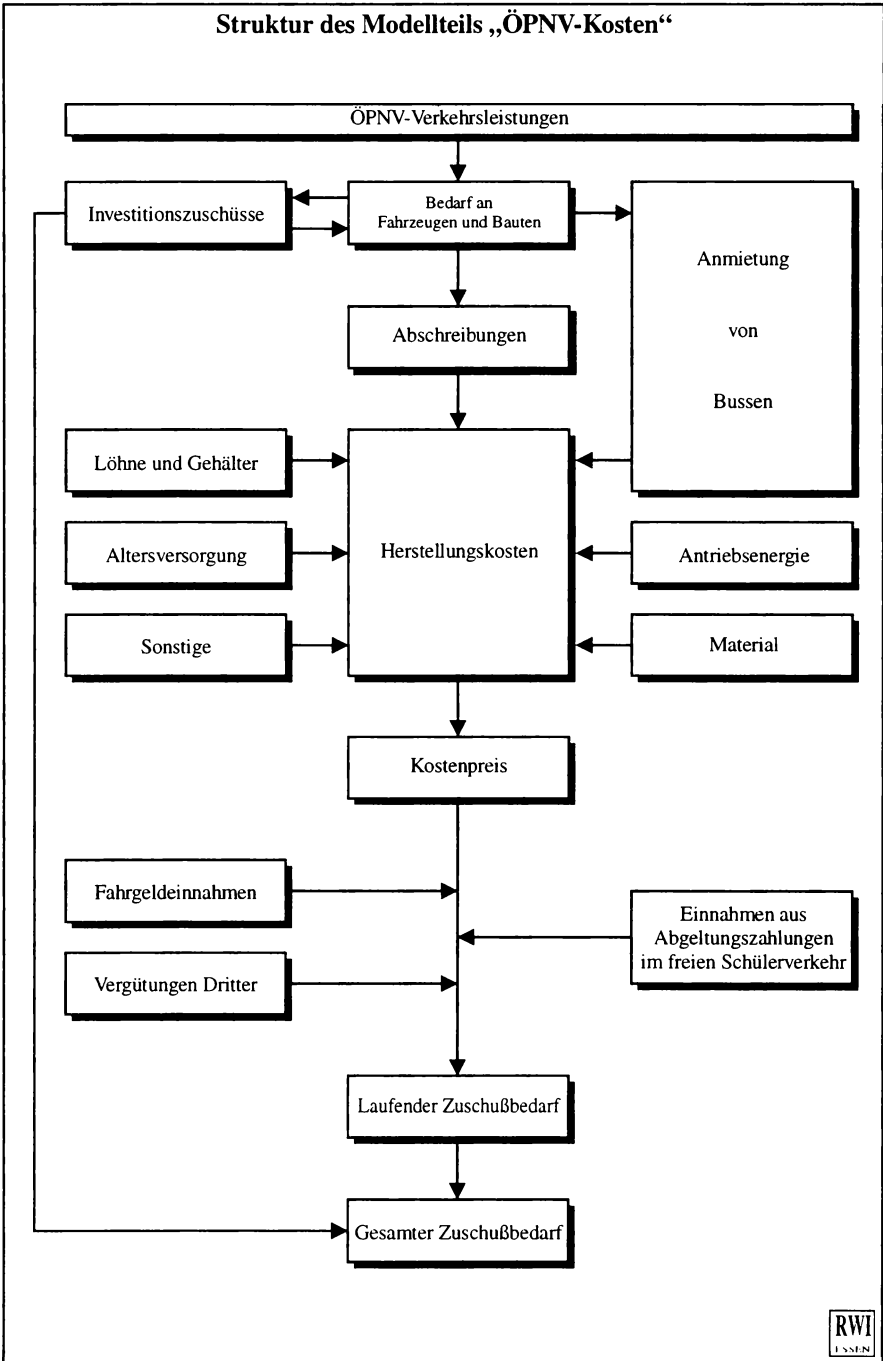 Struktur des Modellteils „ÖPNV-Kosten“
ÖPNV-Verkehrsleistungen
Investitionszuschüsse
Bedarf an
Fahrzeugen und Bauten
Anmietung
von
Bussen
Abschreibungen
Löhne und Gehälter
Altersversorgung
Herstellungskosten
Antriebsenergie
Sonstige
Material
Kostenpreis
Fahrgeldeinnahmen
Einnahmen aus
Abgeltungszahlungen
im freien Schülerverkehr
Vergütungen Dritter
Laufender Zuschußbedarf
Gesamter Zuschußbedarf
RWI
ESSEN